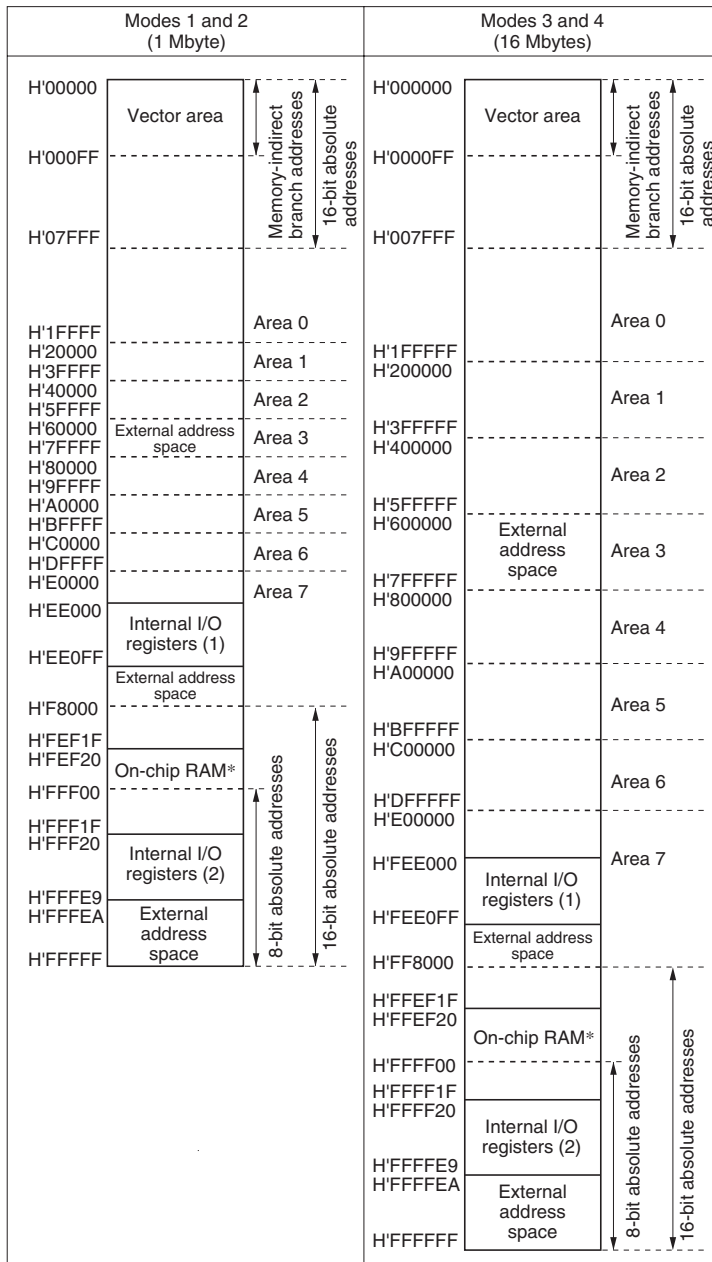 Modes 1 and 2
(1 Mbyte)
H'00000
Vector area
H'000FF
H'07FFF
Memory-indirect
branch addresses
16-bit absolute
addresses
Area 0
H'1FFFF
H'20000
Area 1
H'3FFFF
H'40000
Area 2
H'5FFFF
H'60000
External address
space
Area 3
H'7FFFF
H'80000
Area 4
H'9FFFF
H'A0000
Area 5
H'BFFFF
H'C0000
Area 6
H'DFFFF
H'E0000
Area 7
H'EE000
Internal I/O
registers (1)
H'EE0FF
External address
space
H'F8000
H'FEF1F
H'FEF20
On-chip RAM*
H'FFF00
H'FFF1F
H'FFF20
Internal I/O
registers (2)
H'FFFE9
H'FFFEA
External
address
space
H'FFFFF
8-bit absolute addresses
16-bit absolute addresses
Modes 3 and 4
(16 Mbytes)
H'000000
Vector area
H'0000FF
H'007FFF
Memory-indirect
branch addresses
16-bit absolute
addresses
Area 0
H'1FFFFF
H'200000
Area 1
H'3FFFFF
H'400000
Area 2
H'5FFFFF
H'600000
External
address
space
Area 3
H'7FFFFF
H'800000
Area 4
H'9FFFFF
H'A00000
Area 5
H'BFFFFF
H'C00000
Area 6
H'DFFFFF
H'E00000
Area 7
H'FEE000
Internal I/O
registers (1)
H'FEE0FF
External address
space
H'FF8000
H'FFEF1F
H'FFEF20
On-chip RAM*
H'FFFF00
H'FFFF1F
H'FFFF20
Internal I/O
registers (2)
H'FFFFE9
H'FFFFEA
External
address
space
H'FFFFFF
8-bit absolute addresses
16-bit absolute addresses